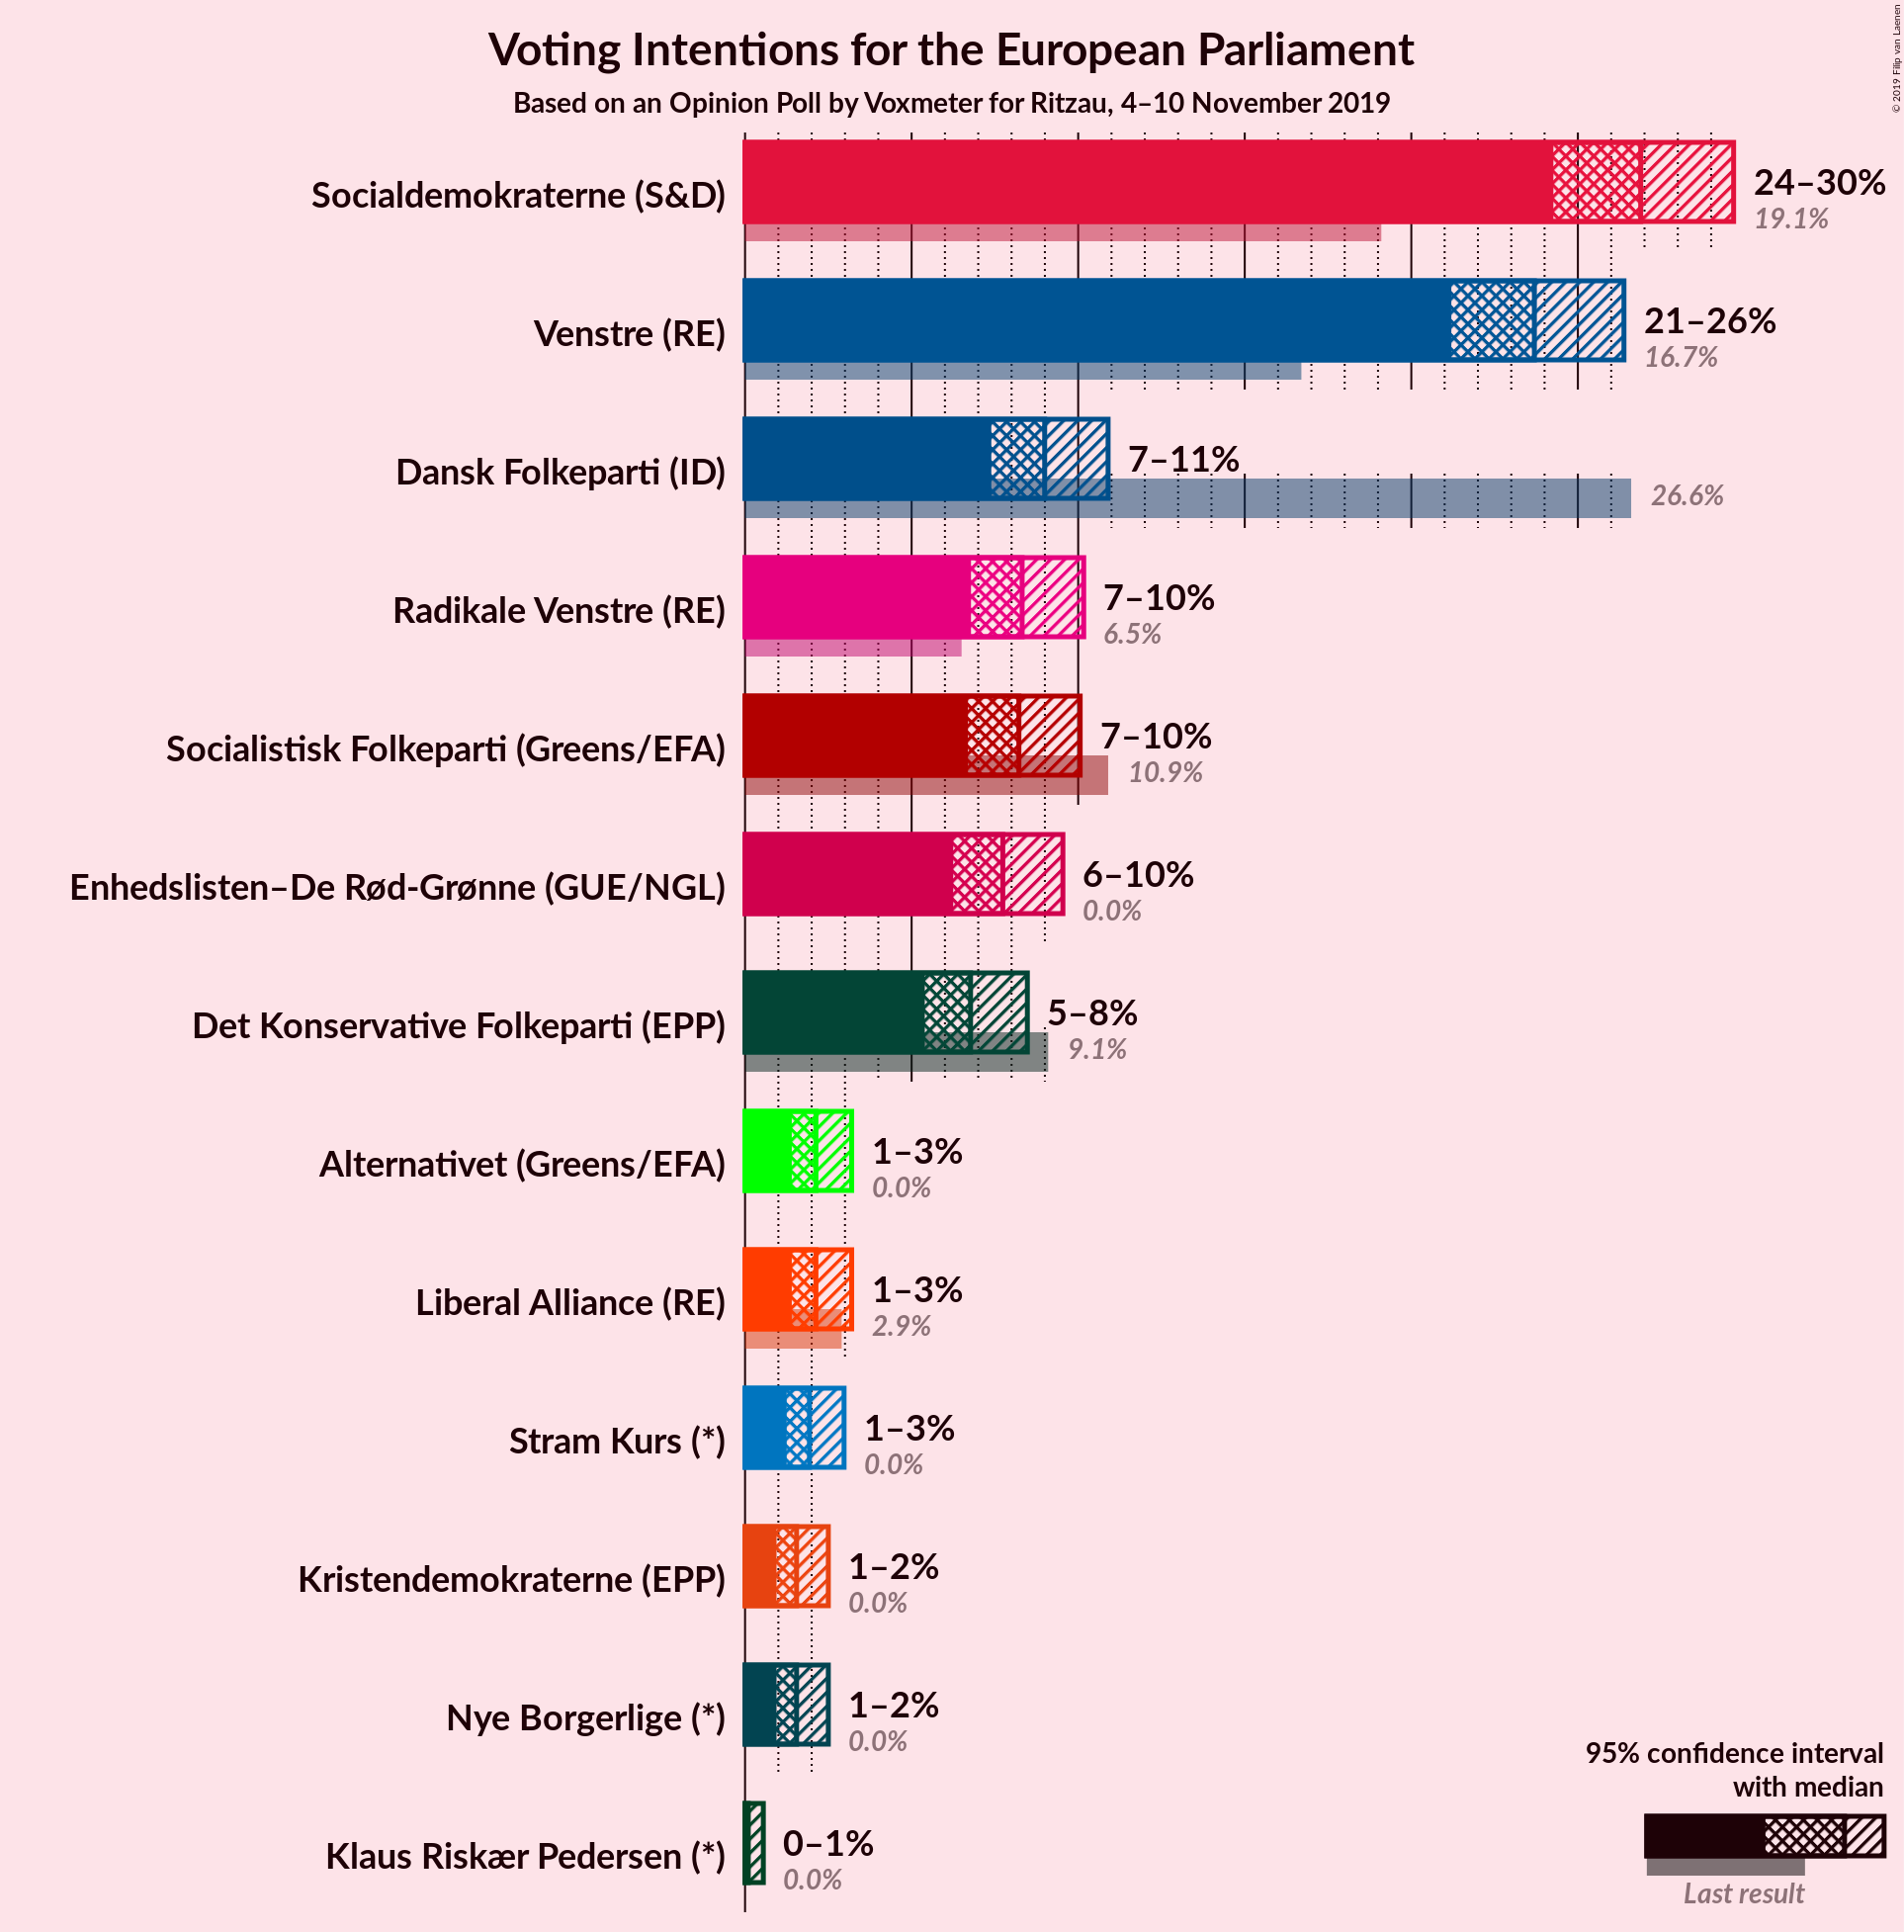 Voting Intentions for the European Parliament
Based on an Opinion Poll by Voxmeter for Ritzau, 4–10 November 2019
© 2019 Filip van Laenen
Socialdemokraterne (S&D)
24–30%
19.1%
Venstre (RE)
21–26%
16.7%
Dansk Folkeparti (ID)
7–11%
26.6%
Radikale Venstre (RE)
7–10%
6.5%
Socialistisk Folkeparti (Greens/EFA)
7–10%
10.9%
Enhedslisten–De Rød-Grønne (GUE/NGL)
6–10%
0.0%
Det Konservative Folkeparti (EPP)
5–8%
9.1%
Alternativet (Greens/EFA)
1–3%
0.0%
Liberal Alliance (RE)
1–3%
2.9%
Stram Kurs (*)
1–3%
0.0%
Kristendemokraterne (EPP)
1–2%
0.0%
Nye Borgerlige (*)
1–2%
0.0%
Klaus Riskær Pedersen (*)
0–1%
0.0%
95% confidence interval
with median
Last result